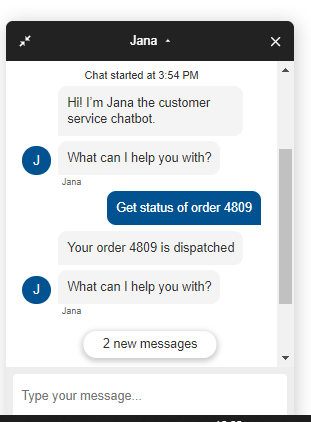 Jana
Chat started at 3:54 PM
Hi! I'm Jana the customer
service chatbot.
J
What can I help you with?
Jana
Get status of order 4809
Your order 4809 is dispatched
J
What can I help you with?
Jana
2 new messages
Type your message...